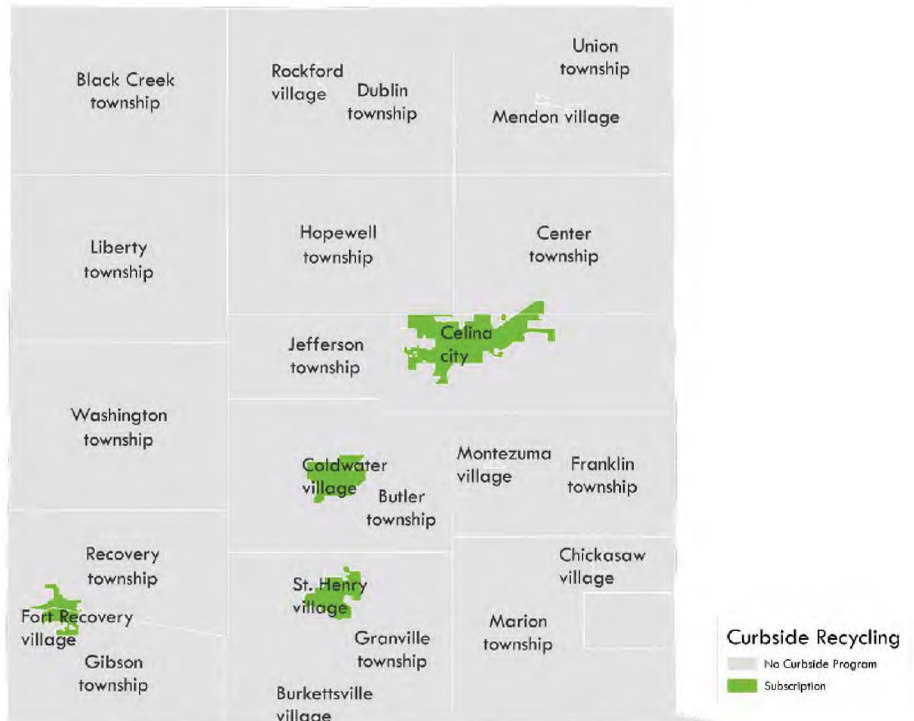 Black Creek
township
Rockford
village
Dublin
township
Union
township
Mendon village
Liberty
township
Hopewell
township
Center
township
Jefferson
township
Celina
city
Washington
township
Coldwater
village
Butler
township
Montezuma
village
Franklin
township
Recovery
township
Fort Recovery
village
Gibson
township
St. Henry
village
Granville
township
Burkettsville
village
Chickasaw
village
Marion
township
Curbside Recycling
No Curbside Program
Subscription